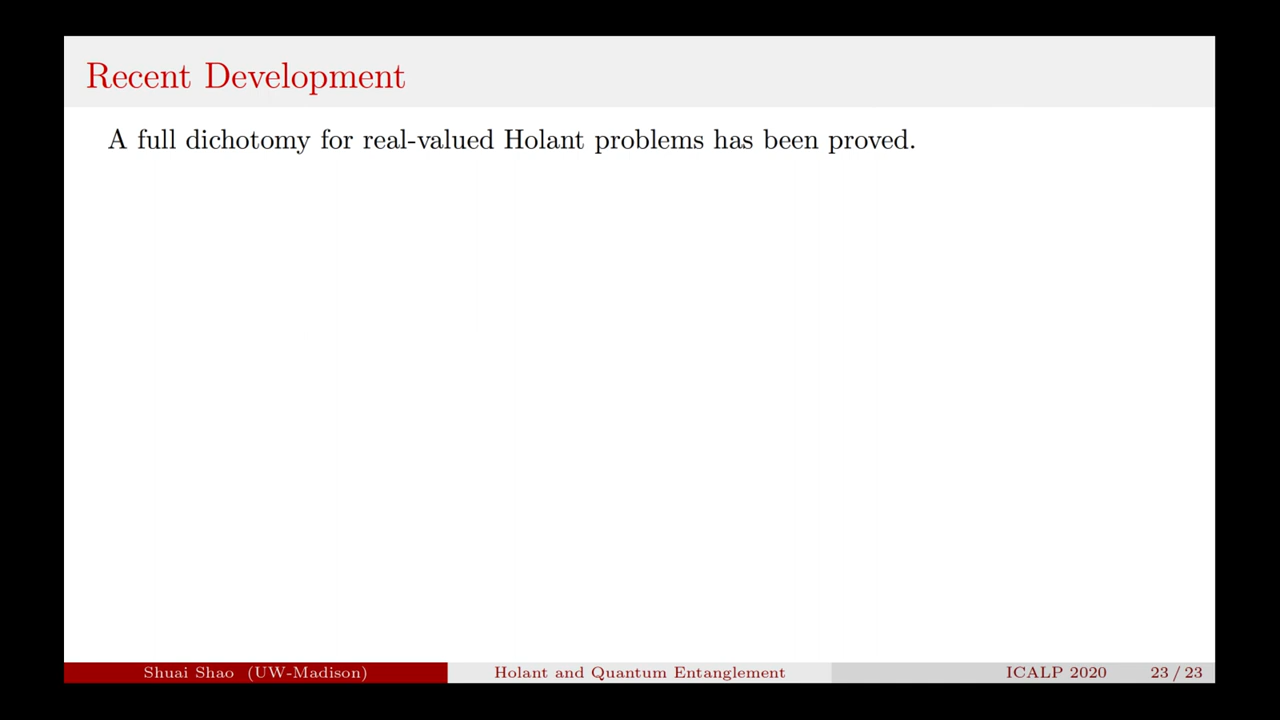 Recent Development
A full dichotomy for real-valued Holant problems has been proved.
Shuai Shao (UW-Madison)
Holant and Quantum Entanglement
ICALP 2020
23 / 23